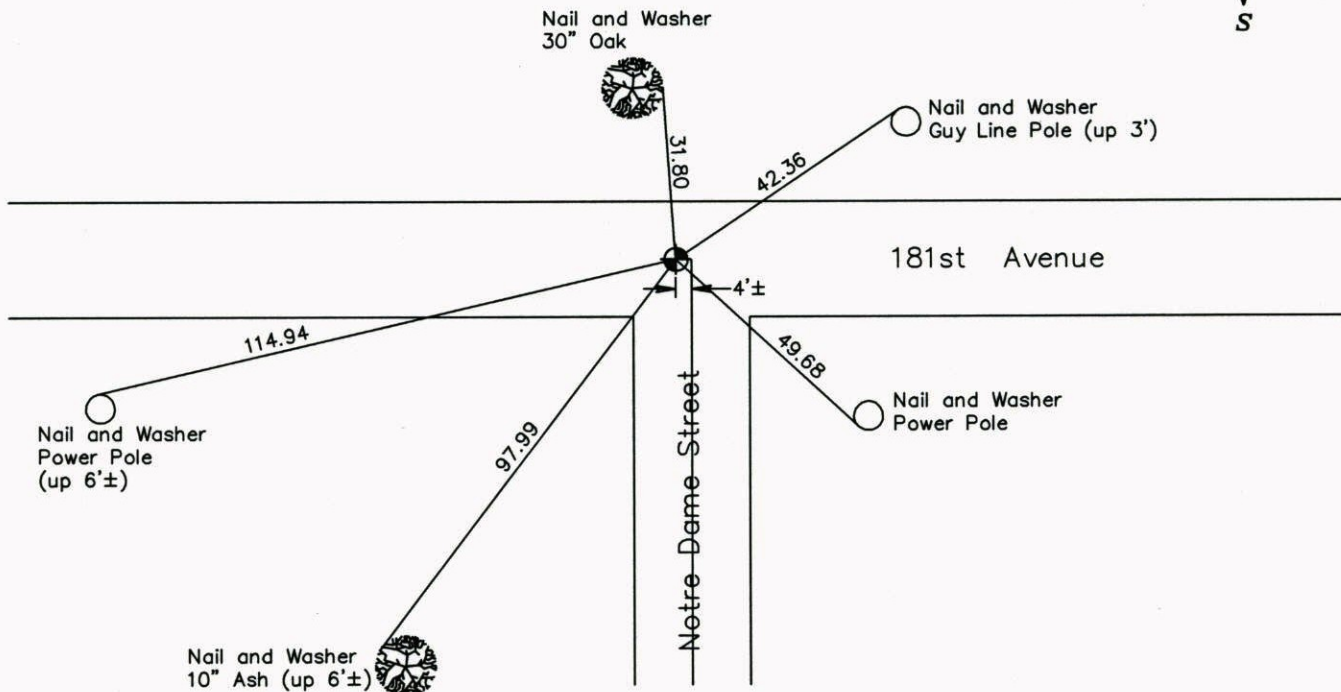 S
Nail and Washer
30" Oak
Nail and Washer
Guy Line Pole (up 3')
31.80
42.36
181st Avenue
4'±
114.94
49.68
Nail and Washer
Power Pole
Nail and Washer
Power Pole
(up 6'±)
97.99
Notre Dame Street
Nail and Washer
10" Ash (up 6'±)